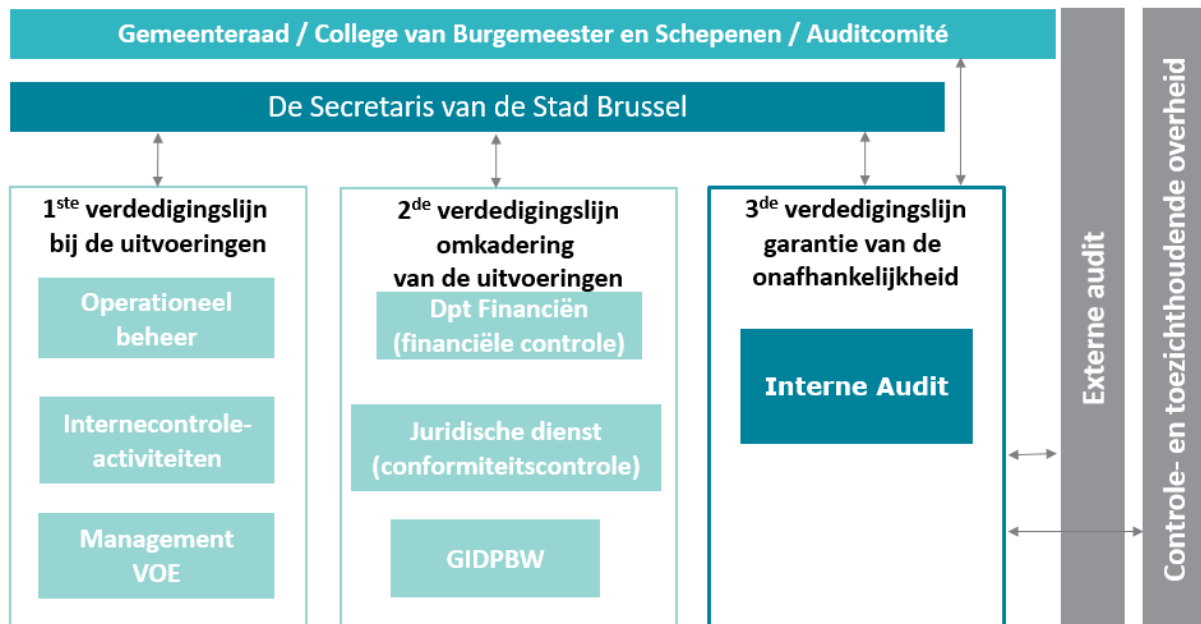 Gemeenteraad / College van Burgemeester en Schepenen / Auditcomité
De Secretaris van de Stad Brussel
1ste verdedigingslijn
bij de uitvoeringen
Operationeel
beheer
Internecontrole-
activiteiten
Management
VOE
2de verdedigingslijn
omkadering
van de uitvoeringen
Dpt Financiën
(financiële controle)
Juridische dienst
(conformiteitscontrole)
GIDPBW
3de verdedigingslijn
garantie van de
onafhankelijkheid
Interne Audit
Externe audit
Controle- en toezichthoudende overheid